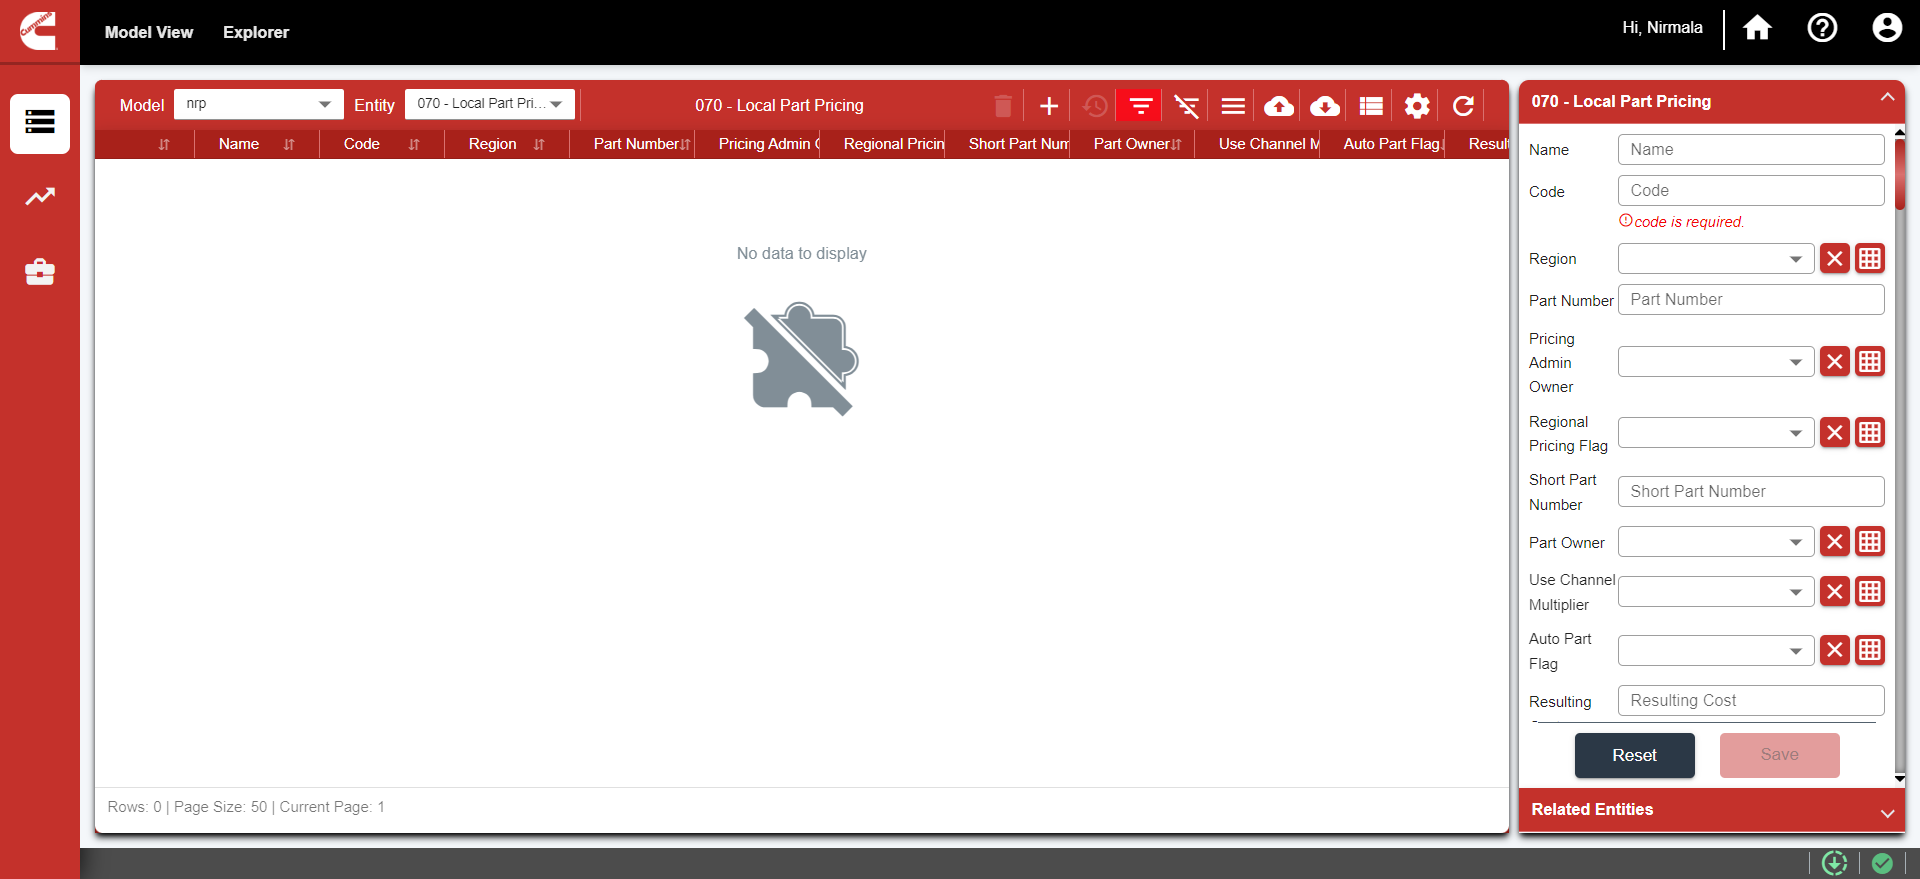 Cummins
Model View
Explorer
Hi, Nirmala
Model
nrp
Entity
070 - Local Part Pri...
070 - Local Part Pricing
Name
Code
Region
Part Number
Pricing Admin
Regional Pricin
Short Part Num
Part Owner
Use Channel M
Auto Part Flag
Result
No data to display
Rows: 0 | Page Size: 50 | Current Page: 1
070 - Local Part Pricing
Name
Name
Code
Code
code is required.
Region
Part Number
Part Number
Pricing
Admin
Owner
Regional
Pricing Flag
Short Part
Number
Short Part Number
Part Owner
Use Channel
Multiplier
Auto Part
Flag
Resulting
Resulting Cost
Reset
Save
Related Entities